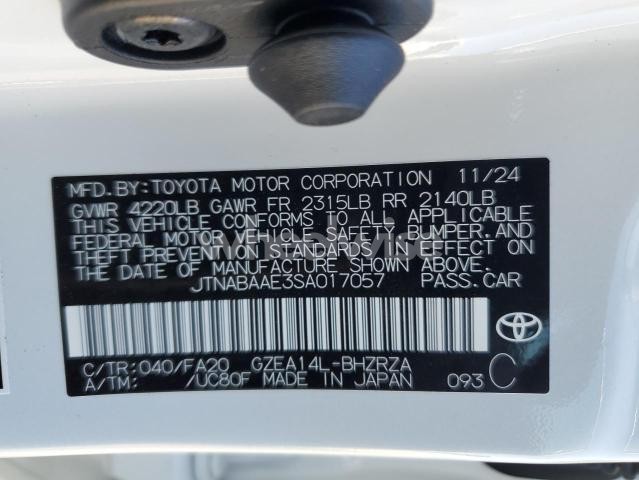 MFD. BY: TOYOTA MOTOR CORPORATION 11/24
GVWR 4220LB GAWR FR 2315LB RR 2140LB
THIS VEHICLE CONFORMS TO ALL APPLICABLE
FEDERAL MOTOR VEHICLE SAFETY, BUMPER, AND
THEFT PREVENTION STANDARDS IN EFFECT ON
THE DATE OF MANUFACTURE SHOWN ABOVE.
JTNABAAE3SA017057 PASS.CAR
C/TR:040/FA20 GZEA14L-BHZRZA
A/TM: /UC80F MADE IN JAPAN 093 C
TOYOTA